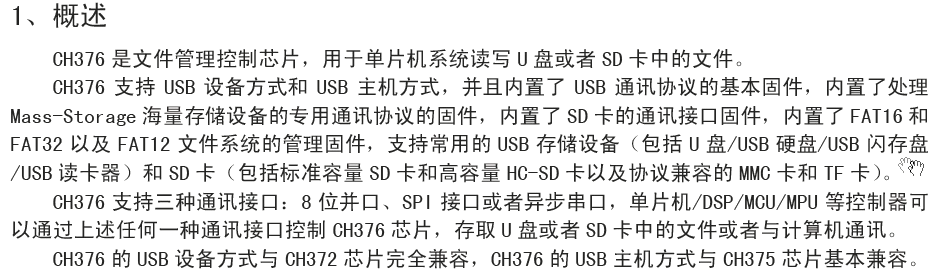 1、概述
CH376 是文件管理控制芯片，用于单片机系统读写 U 盘或者 SD 卡中的文件。
CH376 支持 USB 设备方式和 USB 主机方式，并且内置了 USB 通讯协议的基本固件，内置了处理
Mass-Storage 海量存储设备的专用通讯协议的固件，内置了 SD 卡的通讯接口固件，内置了 FAT16 和
FAT32 以及 FAT12 文件系统的管理固件，支持常用的 USB 存储设备（包括 U 盘/USB 硬盘/USB 闪存盘
/USB 读卡器）和 SD 卡（包括标准容量 SD 卡和高容量 HC-SD 卡以及协议兼容的 MMC 卡和 TF 卡）。
CH376 支持三种通讯接口：8 位并口、SPI 接口或者异步串口，单片机/DSP/MCU/MPU 等控制器可
以通过上述任何一种通讯接口控制 CH376 芯片，存取 U 盘或者 SD 卡中的文件或者与计算机通讯。
CH376 的 USB 设备方式与 CH372 芯片完全兼容，CH376 的 USB 主机方式与 CH375 芯片基本兼容。